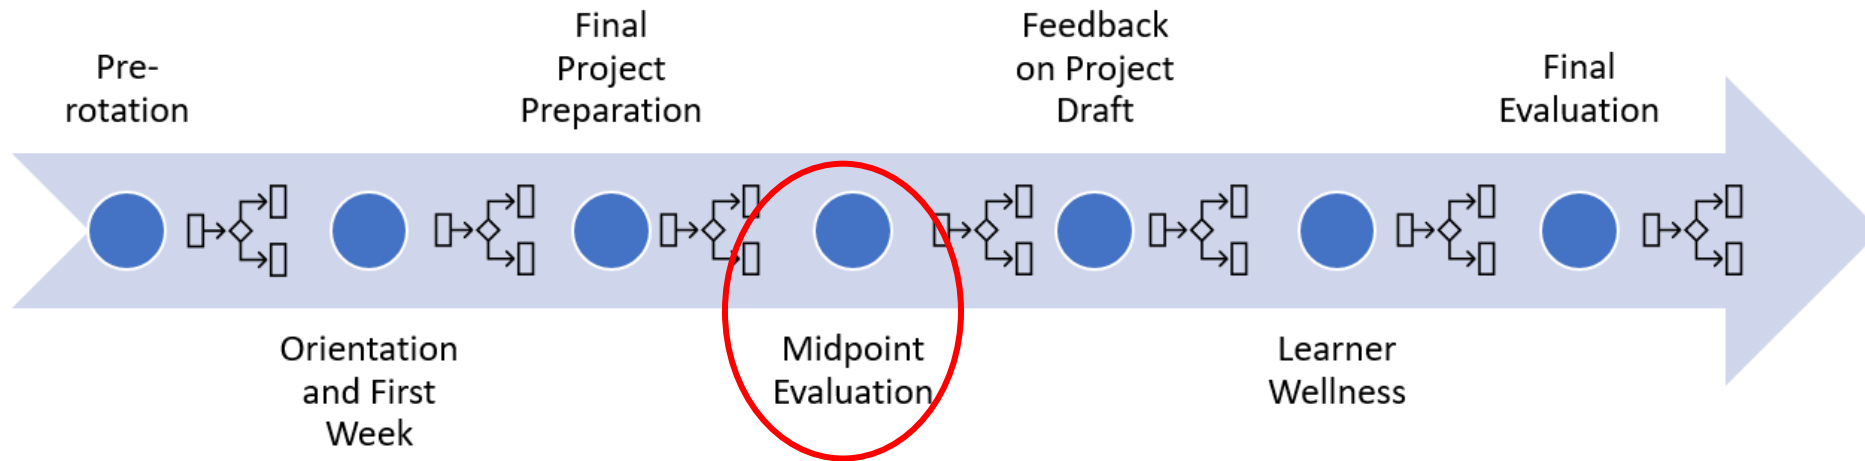 Pre-
rotation
Orientation
and First
Week
Final
Project
Preparation
Midpoint
Evaluation
Feedback
on Project
Draft
Learner
Wellness
Final
Evaluation